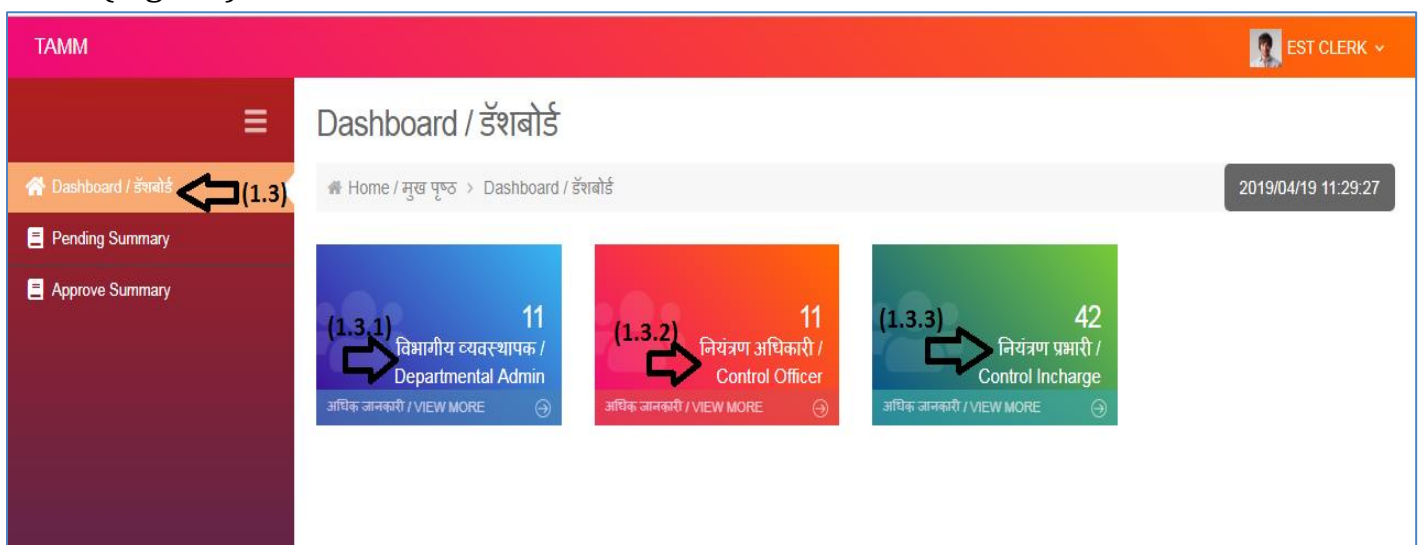 TAMM
EST CLERK
Dashboard / डॅशबोर्ड
Dashboard / डॅशबोर्ड
(1.3)
Home / मुख पृष्ठ > Dashboard / डॅशबोर्ड
2019/04/19 11:29:27
Pending Summary
Approve Summary
11
(1.3.1)
विभागीय व्यवस्थापक /
Departmental Admin
अधिक जानकारी / VIEW MORE
11
(1.3.2)
नियंत्रण अधिकारी /
Control Officer
अधिक जानकारी / VIEW MORE
42
(1.3.3)
नियंत्रण प्रभारी /
Control Incharge
अधिक जानकारी / VIEW MORE